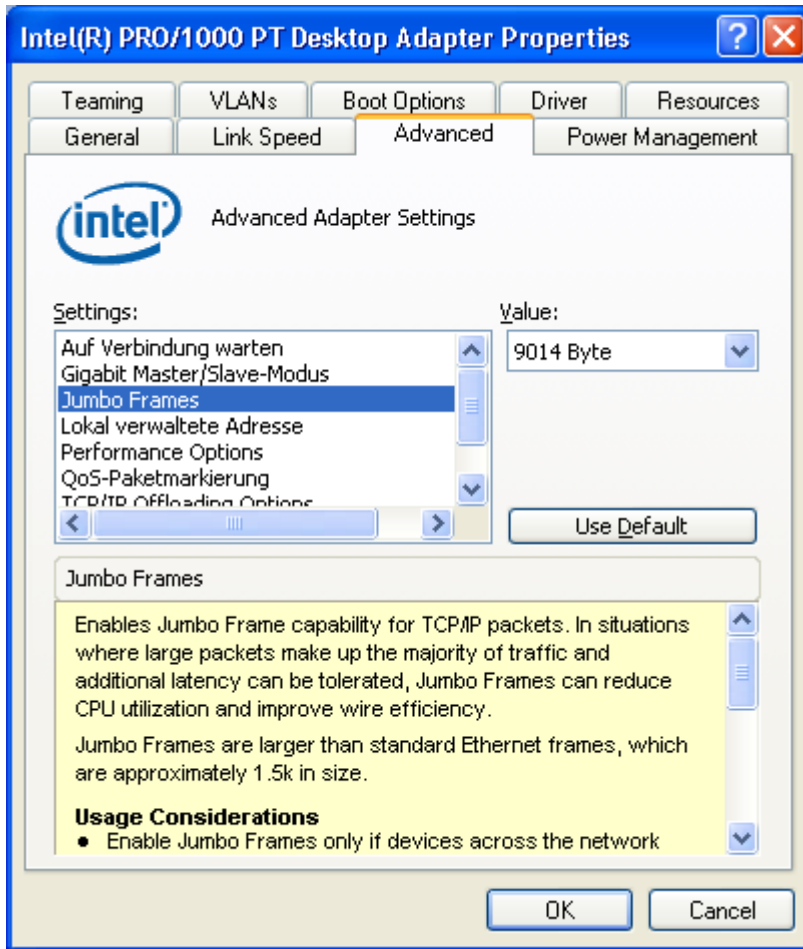 Intel(R) PRO/1000 PT Desktop Adapter Properties
Teaming VLANs Boot Options Driver Resources
General Link Speed Advanced Power Management
intel
Advanced Adapter Settings
Settings:
Auf Verbindung warten
Gigabit Master/Slave-Modus
Jumbo Frames
Lokal verwaltete Adresse
Performance Options
QoS-Paketmarkierung
TCP/IP Offloading Options
Value:
9014 Byte
Use Default
Jumbo Frames
Enables Jumbo Frame capability for TCP/IP packets. In situations
where large packets make up the majority of traffic and
additional latency can be tolerated, Jumbo Frames can reduce
CPU utilization and improve wire efficiency.
Jumbo Frames are larger than standard Ethernet frames, which
are approximately 1.5k in size.
Usage Considerations
● Enable Jumbo Frames only if devices across the network
OK Cancel